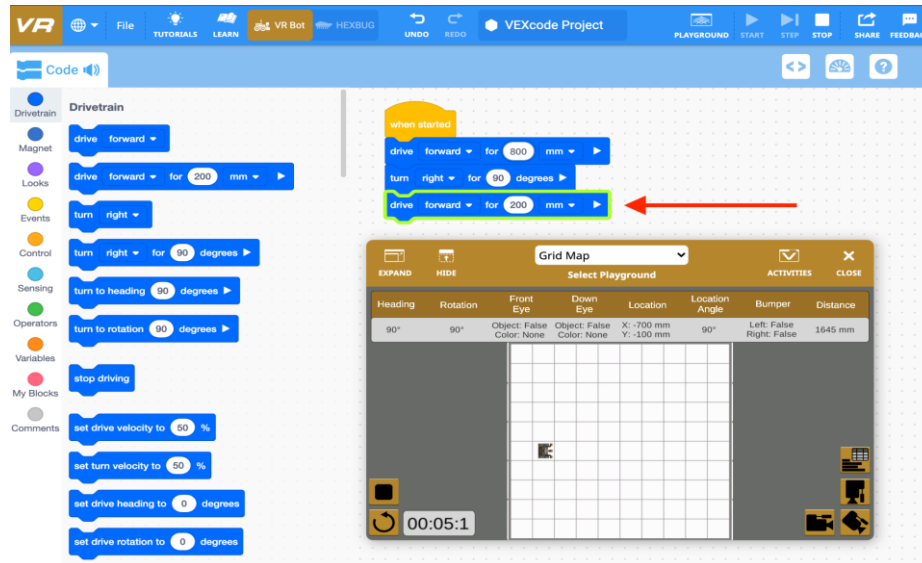 VR
File
TUTORIALS
LEARN
VR Bot
HEXBUG
UNDO
REDO
VEXcode Project
PLAYGROUND
START
STEP
STOP
SHARE
Code
<>
?
Drivetrain
Magnet
Looks
Events
Control
Sensing
Operators
Variables
My Blocks
Comments
Drivetrain
drive forward
drive forward for 200 mm
turn right
turn right for 90 degrees
turn to heading 90 degrees
turn to rotation 90 degrees
stop driving
set drive velocity to 50 %
set turn velocity to 50 %
set drive heading to 0 degrees
set drive rotation to 0 degrees
when started
drive forward for 800 mm
turn right for 90 degrees
drive forward for 200 mm
EXPAND
HIDE
Grid Map
Select Playground
ACTIVITIES
CLOSE
Heading Rotation Front Eye Down Eye Location Location Angle Bumper Distance
90° 90° Object: False Object: False X: -700 mm 90° Left: False 1645 mm
Color: None Color: None Y: -100 mm Right: False
00:05:1